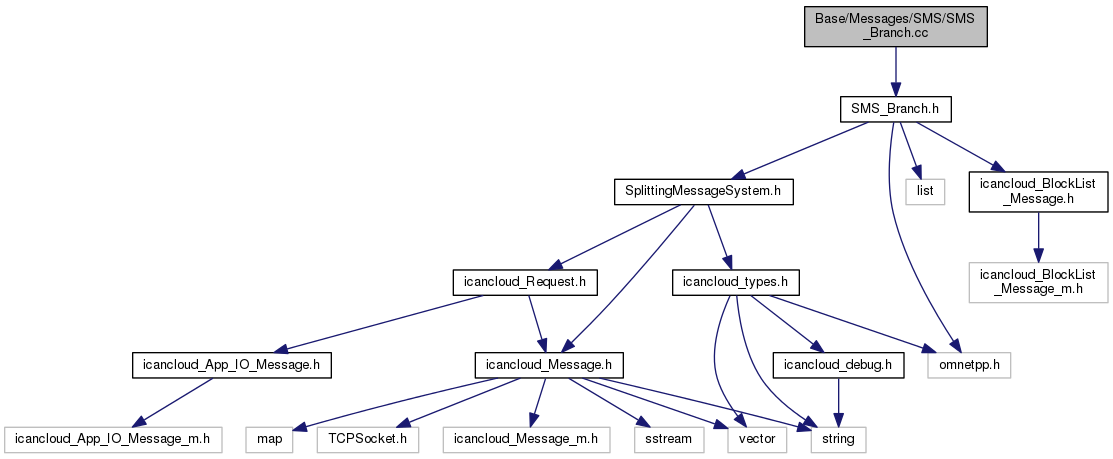 Base/Messages/SMS/SMS
_Branch.cc
SMS_Branch.h
SplittingMessageSystem.h
list
icancloud_BlockList
_Message.h
icancloud_Request.h
icancloud_types.h
icancloud_BlockList
_Message_m.h
icancloud_App_IO_Message.h
icancloud_Message.h
icancloud_debug.h
omnetpp.h
icancloud_App_IO_Message_m.h
map
TCPSocket.h
icancloud_Message_m.h
sstream
vector
string